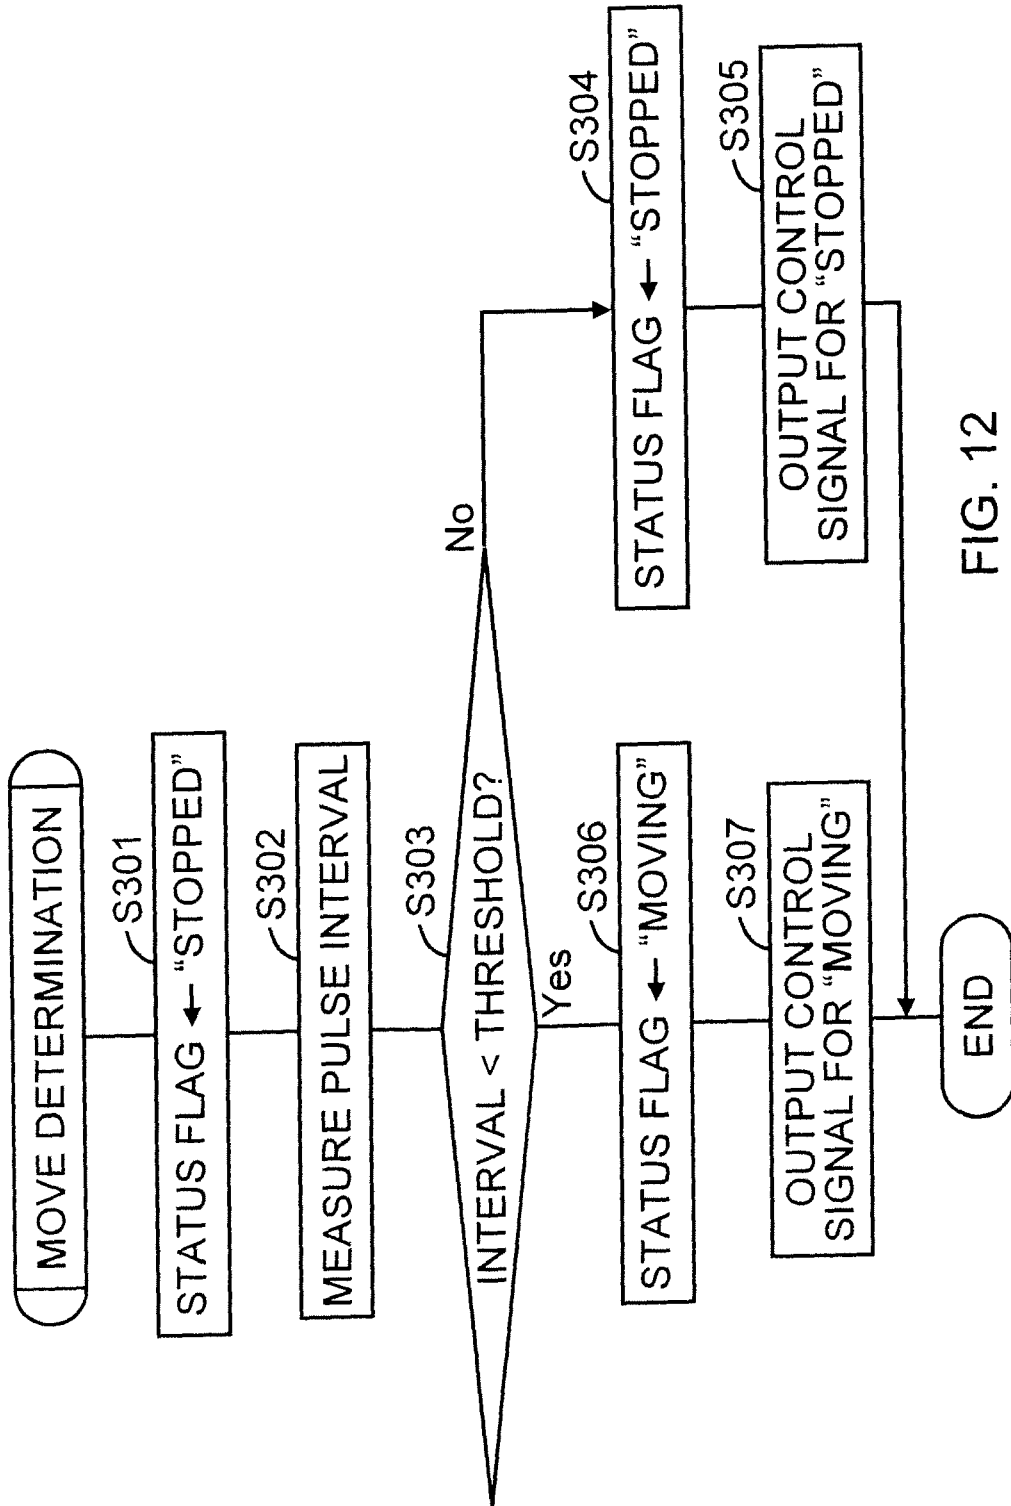 MOVE DETERMINATION
S301
STATUS FLAG ← “STOPPED”
S302
MEASURE PULSE INTERVAL
S303
INTERVAL < THRESHOLD?
No
Yes
S304
STATUS FLAG ← “STOPPED”
S305
OUTPUT CONTROL
SIGNAL FOR “STOPPED”
S306
STATUS FLAG ← “MOVING”
S307
OUTPUT CONTROL
SIGNAL FOR “MOVING”
END
FIG. 12